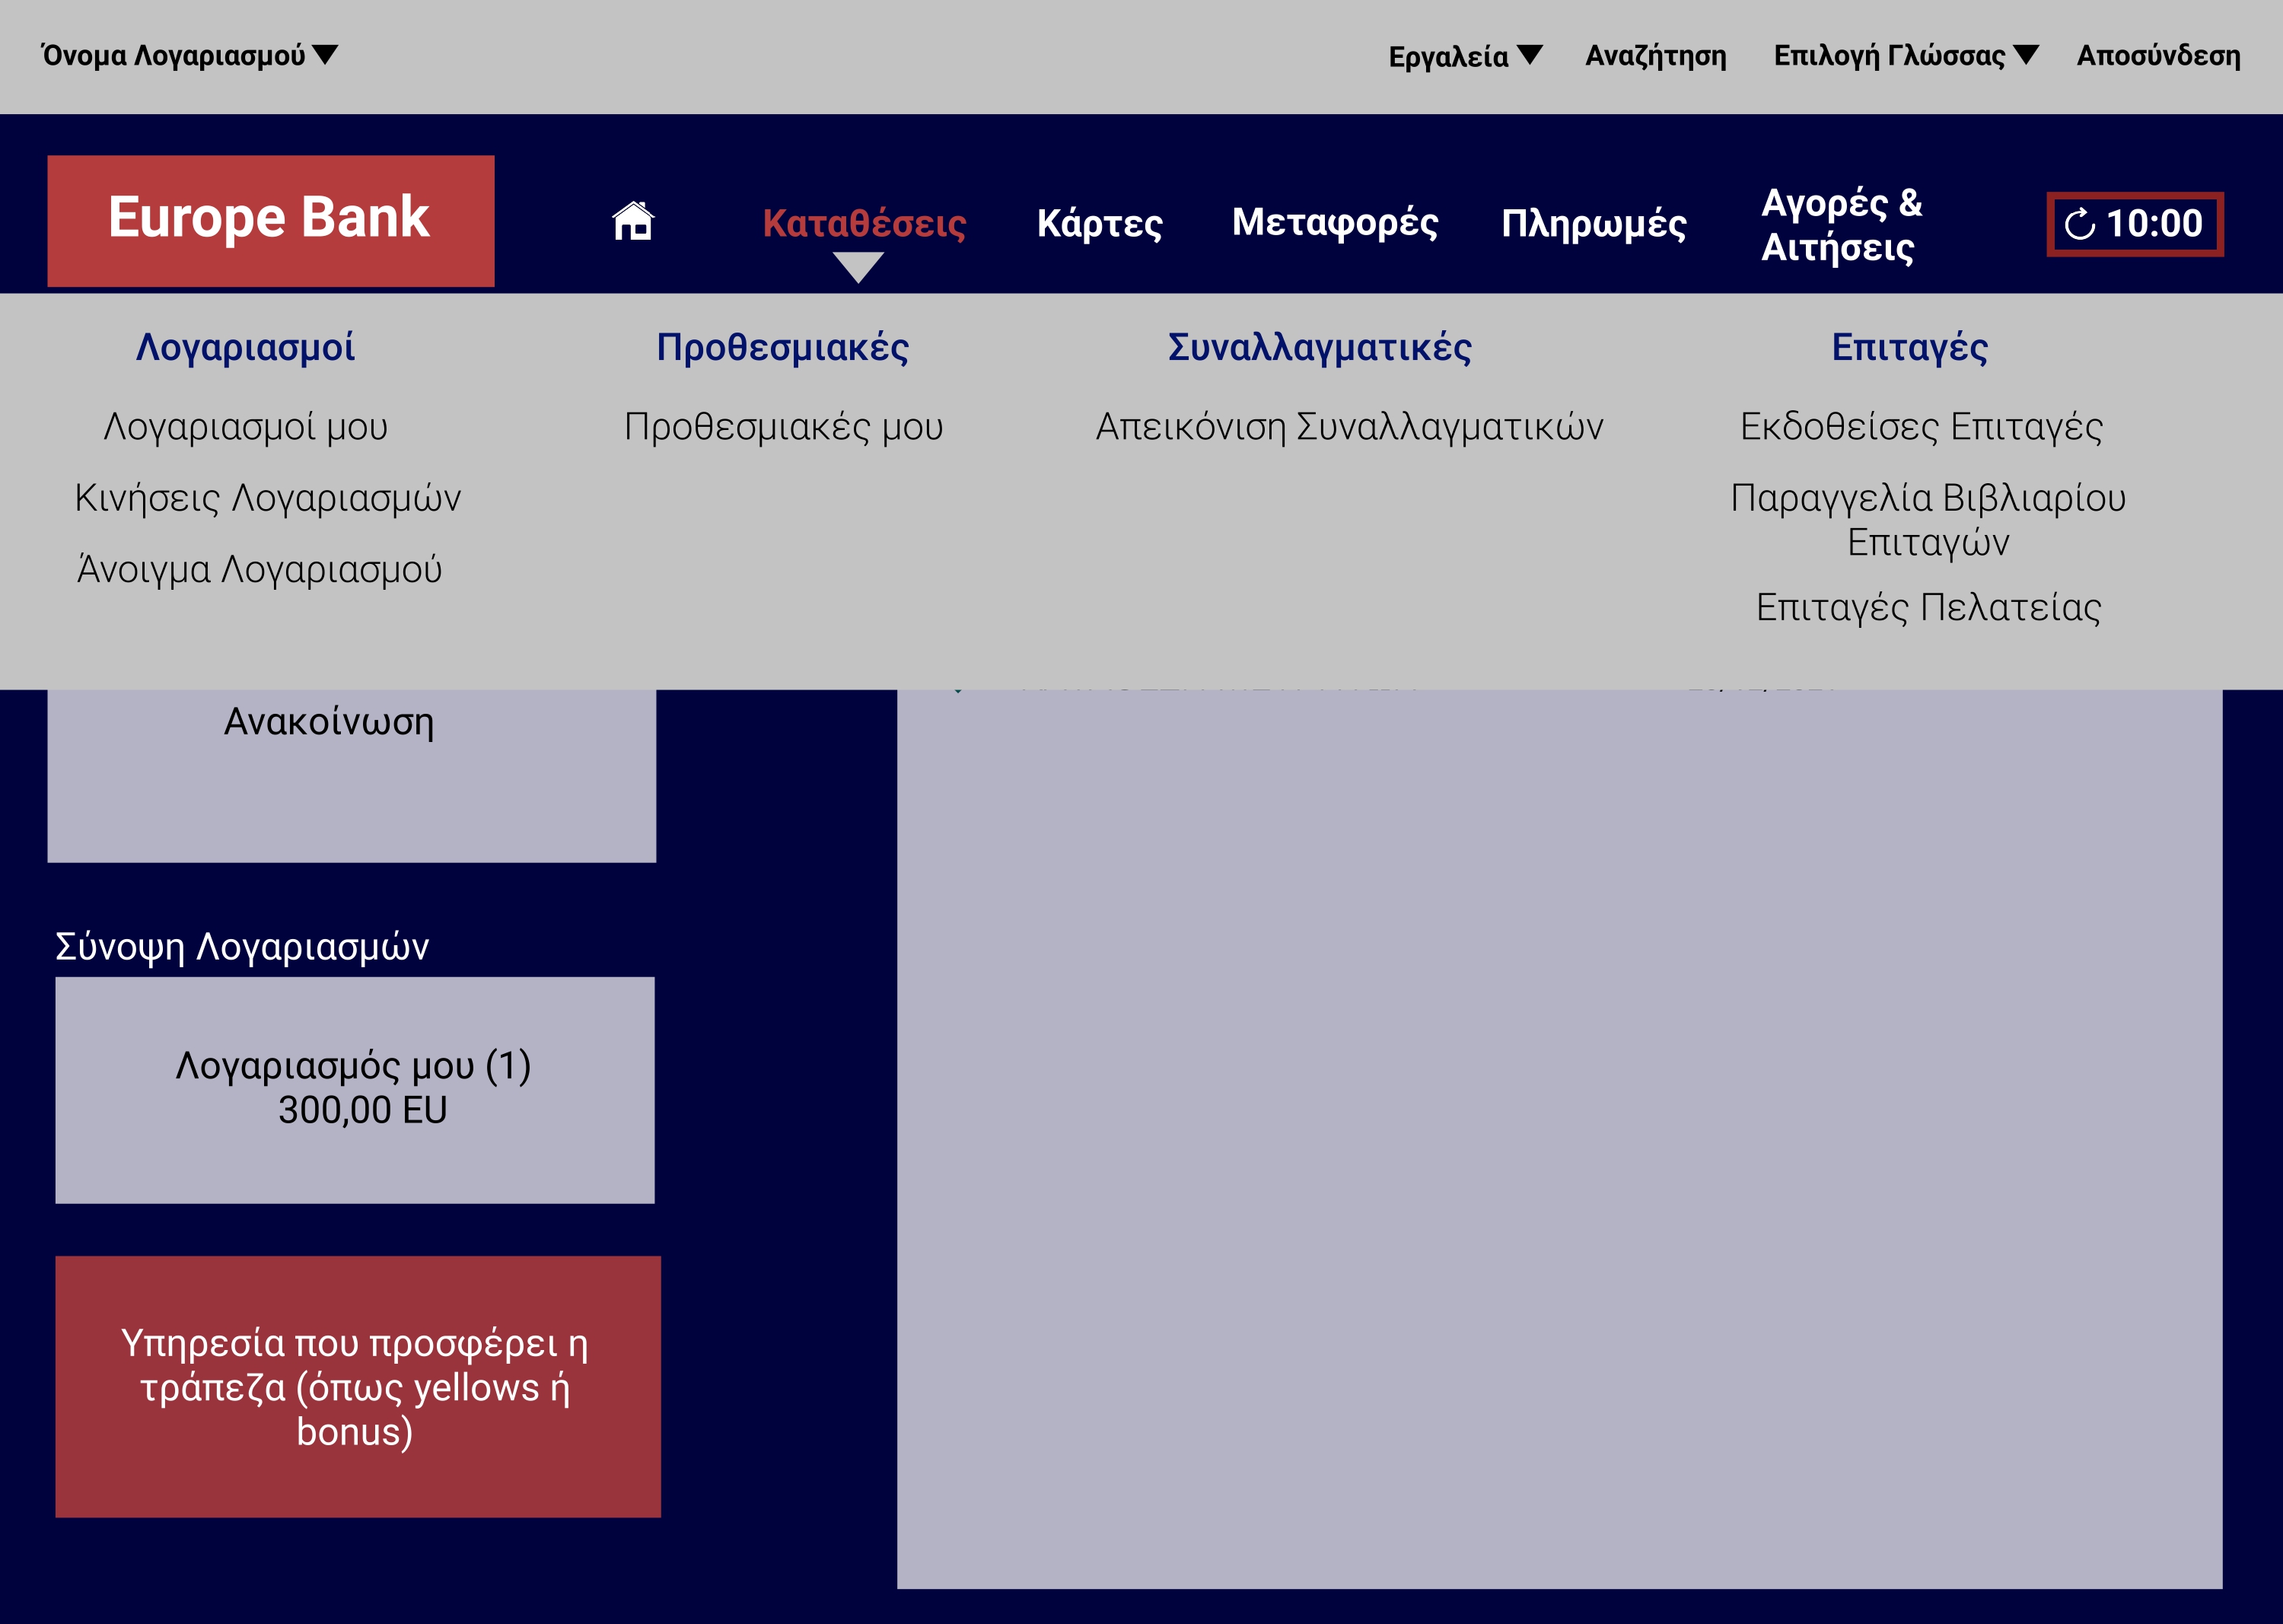 Όνομα Λογαριασμού
Εργαλεία
Αναζήτηση
Επιλογή Γλώσσας
Αποσύνδεση
Europe Bank
Καταθέσεις
Κάρτες
Μεταφορές
Πληρωμές
Αγορές &
Αιτήσεις
10:00
Λογαριασμοί
Λογαριασμοί μου
Κινήσεις Λογαριασμών
Άνοιγμα Λογαριασμού
Προθεσμιακές
Προθεσμιακές μου
Συναλλαγματικές
Απεικόνιση Συναλλαγματικών
Επιταγές
Εκδοθείσες Επιταγές
Παραγγελία Βιβλιαρίου
Επιταγών
Επιταγές Πελατείας
Ανακοίνωση
Σύνοψη Λογαριασμών
Λογαριασμός μου (1)
300,00 EU
Υπηρεσία που προσφέρει η
τράπεζα (όπως yellows ή
bonus)